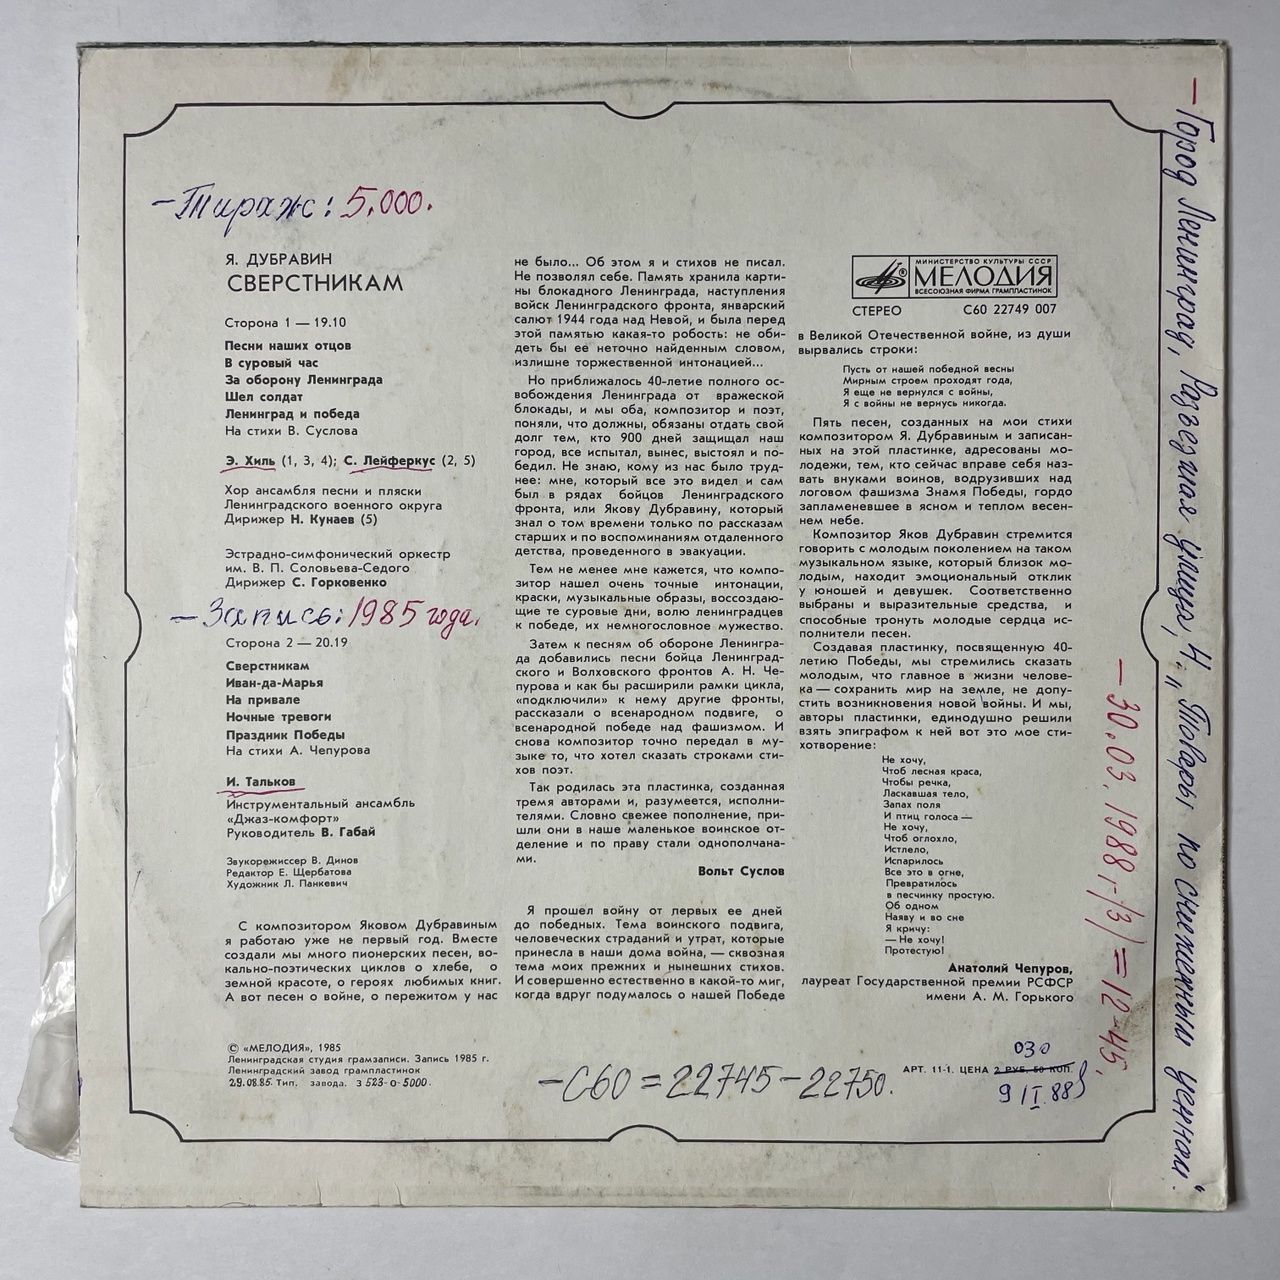 – Тираж: 5.000.
Я. ДУБРАВИН
СВЕРСТНИКАМ
Сторона 1 — 19.10
Песни наших отцов
В суровый час
За оборону Ленинграда
Шел солдат
Ленинград и победа
На стихи В. Суслова
Э. Хиль (1, 3, 4); С. Лейферкус (2, 5)
Хор ансамбля песни и пляски
Ленинградского военного округа
Дирижер Н. Кунаев (5)
Эстрадно-симфонический оркестр
им. В. П. Соловьева-Седого
Дирижер С. Горковенко
– Запись: 1985 года.
Сторона 2 — 20.19
Сверстникам
Иван-да-Марья
На привале
Ночные тревоги
Праздник Победы
На стихи А. Чепурова
И. Тальков
Инструментальный ансамбль
«Джаз-комфорт»
Руководитель В. Габай
Звукорежиссер В. Динов
Редактор Е. Щербатова
Художник Л. Панкевич
С композитором Яковом Дубравиным
я работаю уже не первый год. Вместе
создали мы много пионерских песен, во-
кально-поэтических циклов о хлебе, о
земной красоте, о героях любимых книг.
А вот песен о войне, о пережитом у нас
не было... Об этом я и стихов не писал.
Не позволял себе. Память хранила карти-
ны блокадного Ленинграда, наступления
войск Ленинградского фронта, январский
салют 1944 года над Невой, и была перед
этой памятью какая-то робость: не оби-
деть бы ее неточно найденным словом,
излишне торжественной интонацией...
Но приближалось 40-летие полного ос-
вобождения Ленинграда от вражеской
блокады, и мы оба, композитор и поэт,
поняли, что должны, обязаны отдать свой
долг тем, кто 900 дней защищал наш
город, все испытал, вынес, выстоял и по-
бедил. Не знаю, кому из нас было труд-
нее: мне, который все это видел и сам
был в рядах бойцов Ленинградского
фронта, или Якову Дубравину, который
знал о том времени только по рассказам
старших и по воспоминаниям отдаленного
детства, проведенного в эвакуации.
Тем не менее мне кажется, что компо-
зитор нашел очень точные интонации,
краски, музыкальные образы, воссоздаю-
щие те суровые дни, волю ленинградцев
к победе, их немногословное мужество.
Затем к песням об обороне Ленингра-
да добавились песни бойца Ленинград-
ского и Волховского фронтов А. Н. Че-
пурова и как бы расширили рамки цикла,
«подключили» к нему другие фронты,
рассказали о всенародном подвиге, о
всенародной победе над фашизмом. И
снова композитор точно передал в му-
зыке то, что хотел сказать строками сти-
хов поэт.
Так родилась эта пластинка, созданная
тремя авторами и, разумеется, исполни-
телями. Словно свежее пополнение, при-
шли они в наше маленькое воинское от-
деление и по праву стали однополчана-
ми.
Вольт Суслов
Я прошел войну от первых ее дней
до победных. Тема воинского подвига,
человеческих страданий и утрат, которые
принесла в наши дома война, — сквозная
тема моих прежних и нынешних стихов.
И совершенно естественно в какой-то миг,
когда вдруг подумалось о нашей Победе
МИНИСТЕРСТВО КУЛЬТУРЫ СССР
МЕЛОДИЯ
ВСЕСОЮЗНАЯ ФИРМА ГРАМПЛАСТИНОК
СТЕРЕО С60 22749 007
в Великой Отечественной войне, из души
вырвались строки:
Пусть от нашей победной весны
Мирным строем проходят года,
Я еще не вернулся с войны,
Я с войны не вернусь никогда.
Пять песен, созданных на мои стихи
композитором Я. Дубравиным и записан-
ных на этой пластинке, адресованы мо-
лодежи, тем, кто сейчас вправе себя наз-
вать внуками воинов, водрузивших над
логовом фашизма Знамя Победы, гордо
запламеневшее в ясном и теплом весен-
нем небе.
Композитор Яков Дубравин стремится
говорить с молодым поколением на таком
музыкальном языке, который близок мо-
лодым, находит эмоциональный отклик
у юношей и девушек. Соответственно
выбраны и выразительные средства, и
способные тронуть молодые сердца ис-
полнители песен.
Создавая пластинку, посвященную 40-
летию Победы, мы стремились сказать
молодым, что главное в жизни челове-
ка — сохранить мир на земле, не допу-
стить возникновения новой войны. И мы,
авторы пластинки, единодушно решили
взять эпиграфом к ней вот это мое сти-
хотворение:
Не хочу,
Чтоб лесная краса,
Чтобы речка,
Ласкавшая тело,
Запах поля
И птиц голоса —
Не хочу,
Чтоб оглохло,
Истлело,
Испарилось
Все это в огне,
Превратилось
в песчинку простую.
Об одном
Наяву и во сне
Я кричу:
— Не хочу!
Протестую!
Анатолий Чепуров,
лауреат Государственной премии РСФСР
имени А. М. Горького
© «МЕЛОДИЯ», 1985
Ленинградская студия грамзаписи. Запись 1985 г.
Ленинградский завод грампластинок
29.08.85. Тип. завода. З 523-0-5000.
– С60 = 22745 – 22750.
АРТ. 11-1. ЦЕНА 2 РУБ. 50 КОП.
030
9/I.88
– 30.03.1988 г. (3) = 12-45.
– Город Ленинград, Разъезжая улица, Н: „Товары по сниженным ценам."